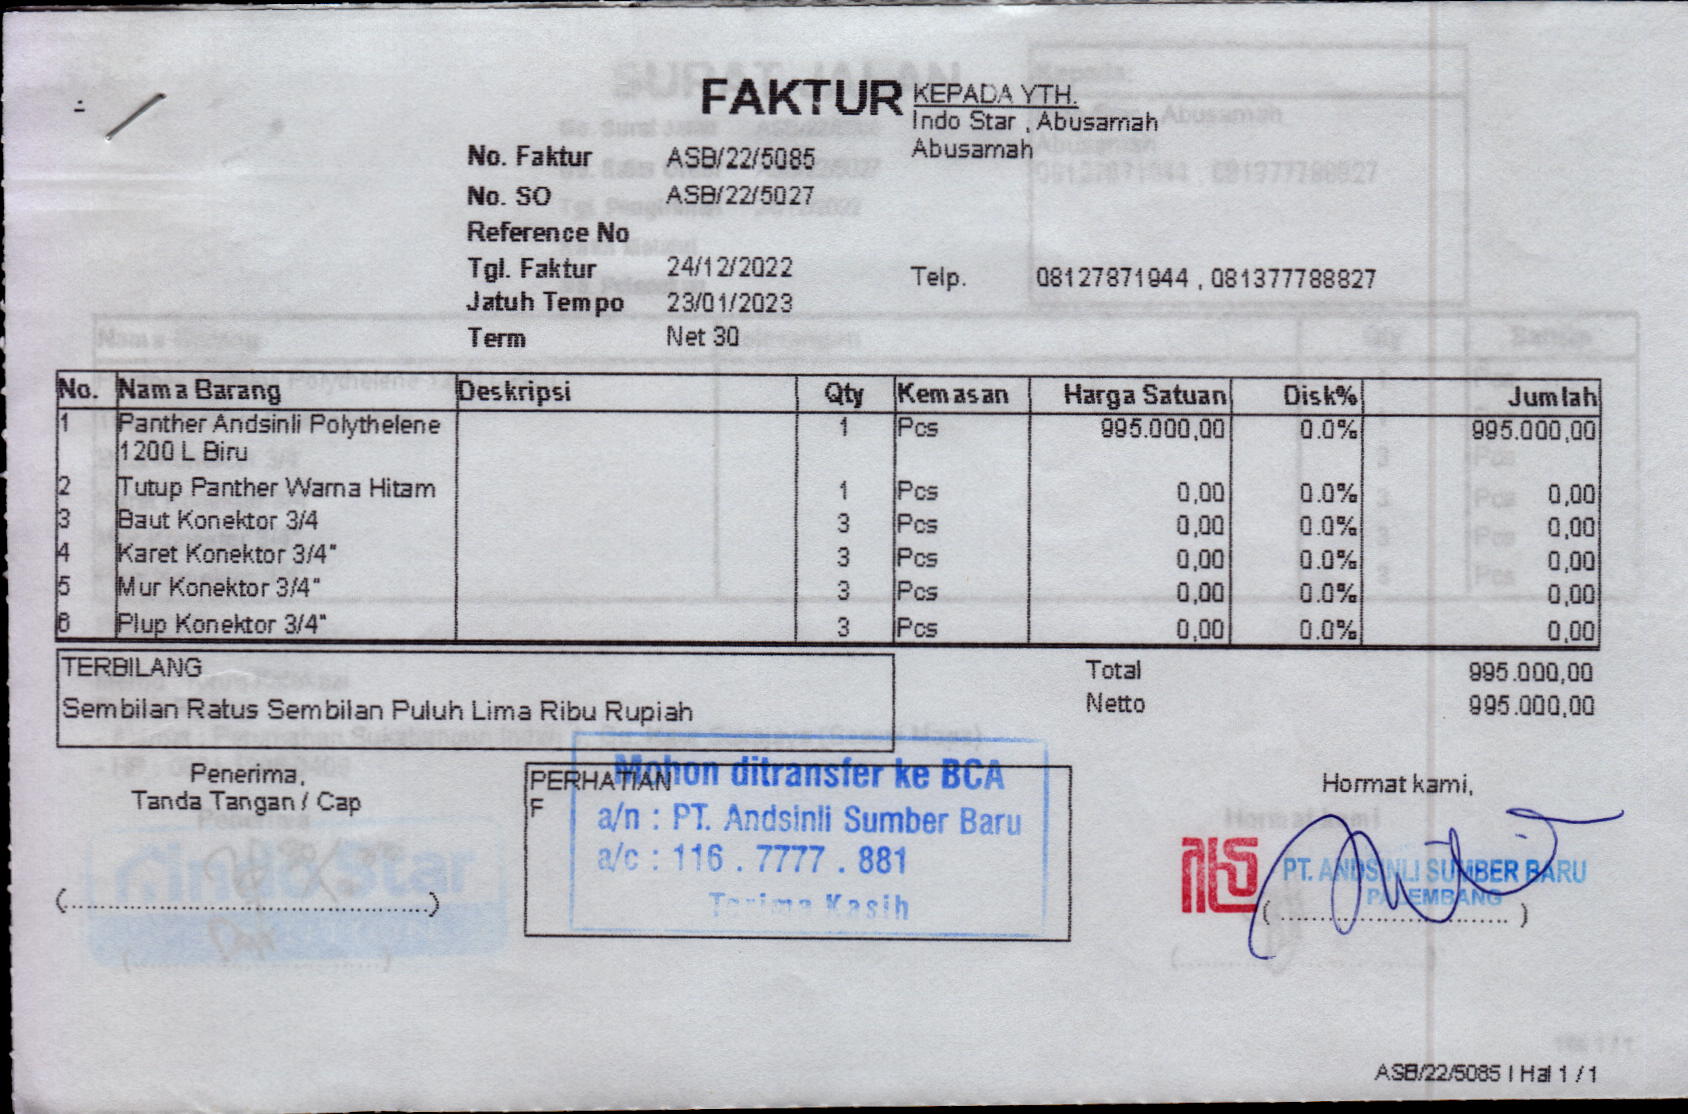 FAKTUR
KEPADA YTH.
Indo Star , Abusamah
Abusamah
No. Faktur ASB/22/5085
No. SO ASB/22/5027
Reference No
Tgl. Faktur 24/12/2022
Telp. 08127871944 , 081377788827
Jatuh Tempo 23/01/2023
Term Net 30
No. Nama Barang Deskripsi Qty Kemasan Harga Satuan Disk% Jumlah
1 Panther Andsinli Polythelene 1 Pcs 995.000,00 0.0% 995.000,00
1200 L Biru
2 Tutup Panther Warna Hitam 1 Pcs 0,00 0.0% 0,00
3 Baut Konektor 3/4 3 Pcs 0,00 0.0% 0,00
4 Karet Konektor 3/4" 3 Pcs 0,00 0.0% 0,00
5 Mur Konektor 3/4" 3 Pcs 0,00 0.0% 0,00
6 Plup Konektor 3/4" 3 Pcs 0,00 0.0% 0,00
TERBILANG
Sembilan Ratus Sembilan Puluh Lima Ribu Rupiah
Total 995.000,00
Netto 995.000,00
Penerima,
Tanda Tangan / Cap
(...........................................)
PERHATIAN
F
Mohon ditransfer ke BCA
a/n : PT. Andsinli Sumber Baru
a/c : 116 . 7777 . 881
Terima Kasih
Hormat kami,
PT. ANDSINLI SUMBER BARU
PALEMBANG
(..............................)
ASB/22/5085 | Hal 1 / 1